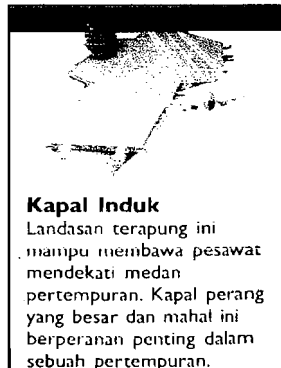 Kapal Induk
Landasan terapung ini
mampu membawa pesawat
mendekati medan
pertempuran. Kapal perang
yang besar dan mahal ini
berperanan penting dalam
sebuah pertempuran.